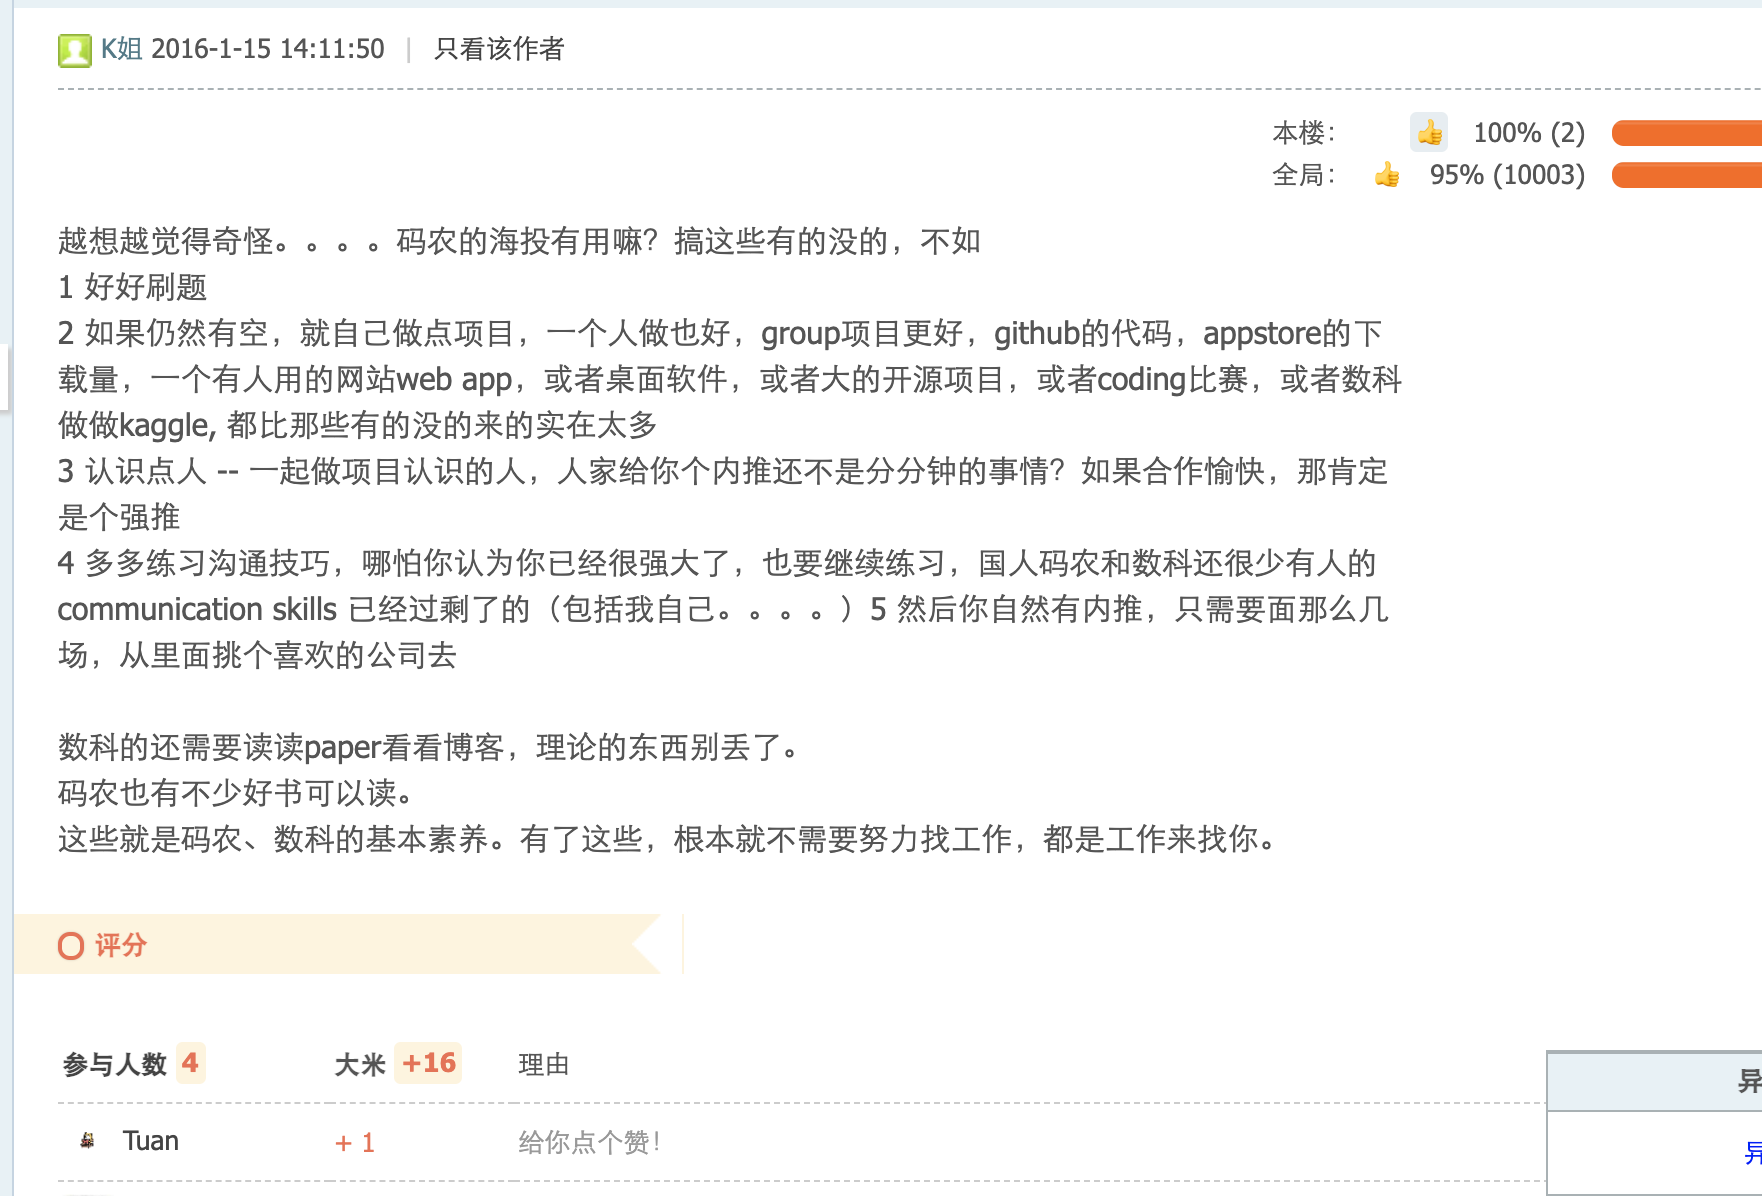 K姐 2016-1-15 14:11:50 | 只看该作者
本楼： 👍 100% (2)
全局： 👍 95% (10003)
越想越觉得奇怪。。。。码农的海投有用嘛？搞这些有的没的，不如
1 好好刷题
2 如果仍然有空，就自己做点项目，一个人做也好，group项目更好，github的代码，appstore的下
载量，一个有人用的网站web app，或者桌面软件，或者大的开源项目，或者coding比赛，或者数科
做做kaggle, 都比那些有的没的来的实在太多
3 认识点人 -- 一起做项目认识的人，人家给你个内推还不是分分钟的事情？如果合作愉快，那肯定
是个强推
4 多多练习沟通技巧，哪怕你认为你已经很强大了，也要继续练习，国人码农和数科还很少有人的
communication skills 已经过剩了的（包括我自己。。。。）5 然后你自然有内推，只需要面那么几
场，从里面挑个喜欢的公司去
数科的还需要读读paper看看博客，理论的东西别丢了。
码农也有不少好书可以读。
这些就是码农、数科的基本素养。有了这些，根本就不需要努力找工作，都是工作来找你。
评分
参与人数 4 大米 +16 理由
Tuan + 1 给你点个赞！
异
异